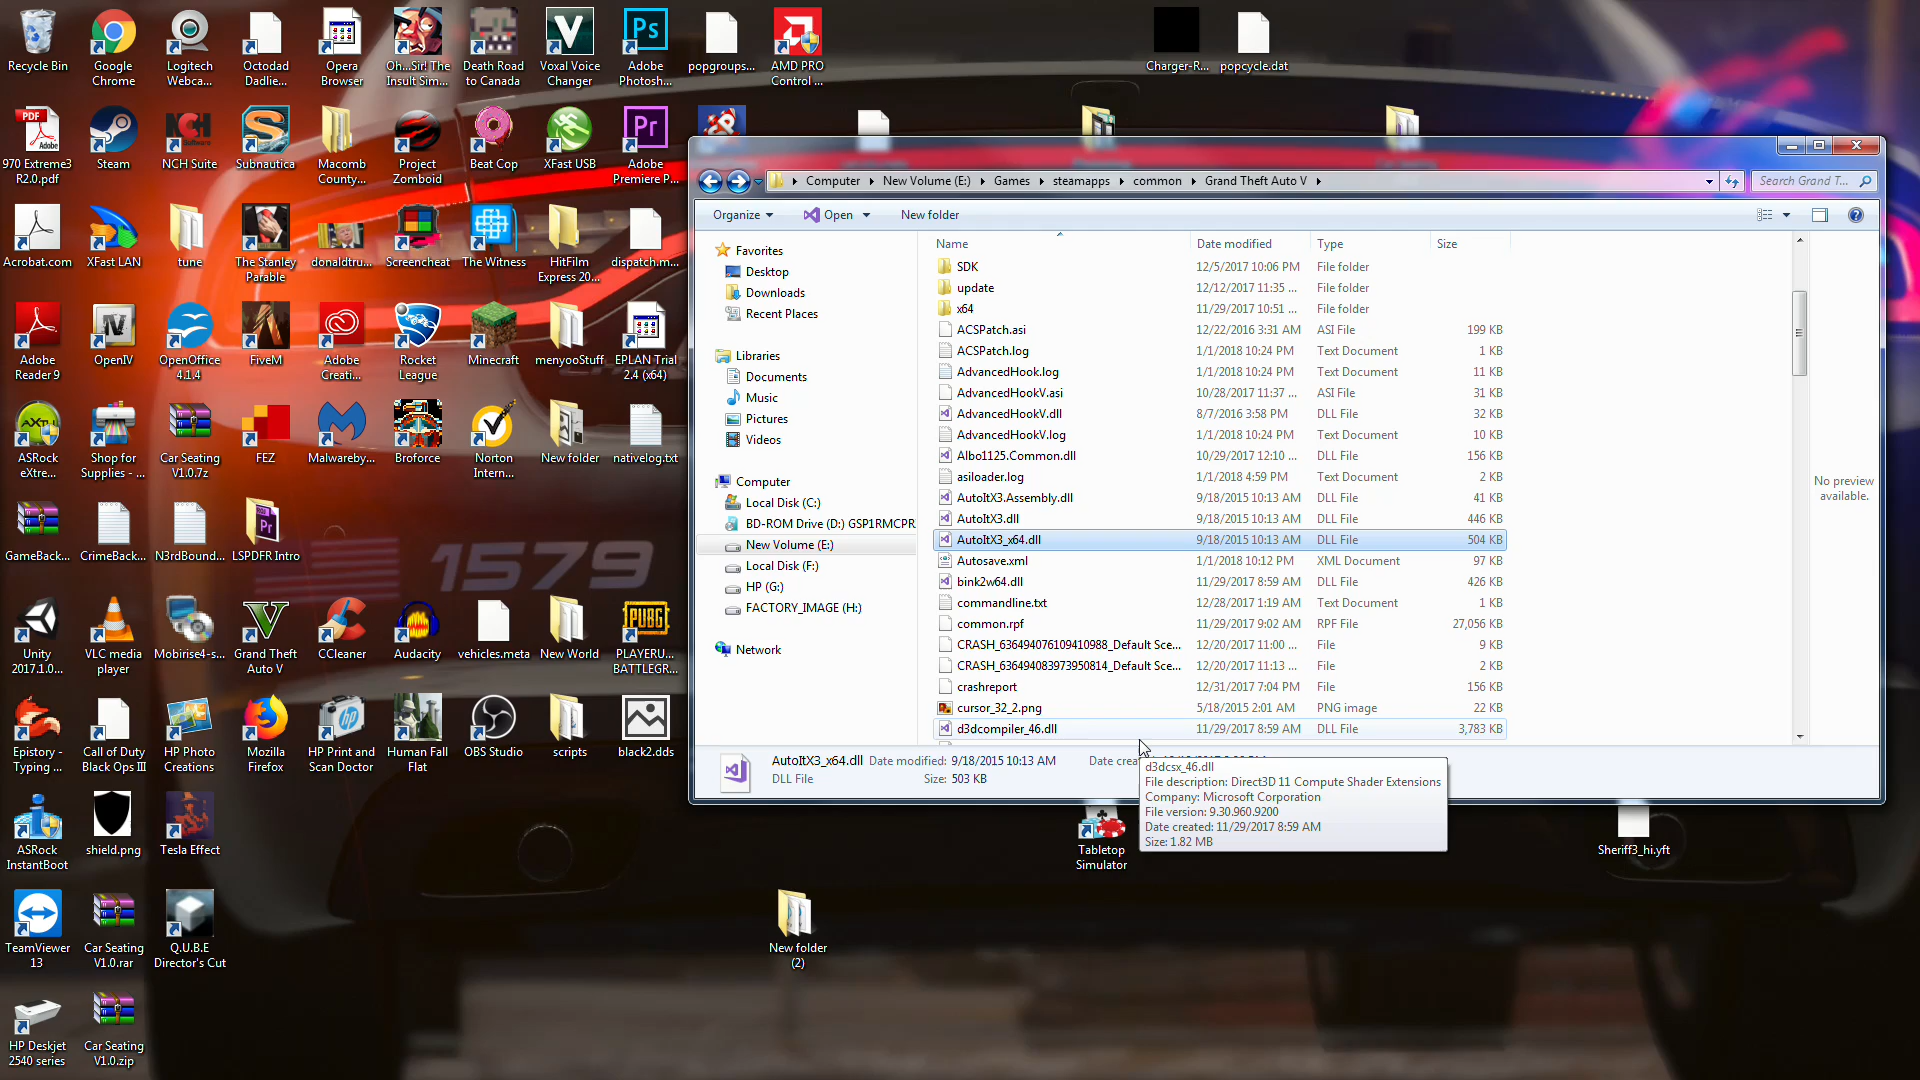 Recycle Bin
Google
Chrome
Logitech
Webca...
Octodad
Dadlie...
Opera
Browser
Oh...Sir! The
Insult Sim...
Death Road
to Canada
Voxal Voice
Changer
Adobe
Photosh...
popgroups...
AMD PRO
Control ...
Charger-R...
popcycle.dat
970 Extreme3
R2.0.pdf
Steam
NCH Suite
Subnautica
Macomb
County...
Project
Zomboid
Beat Cop
XFast USB
Adobe
Premiere P...
Acrobat.com
XFast LAN
tune
The Stanley
Parable
donaldtru...
Screencheat
The Witness
HitFilm
Express 20...
dispatch.m...
Adobe
Reader 9
OpenIV
OpenOffice
4.1.4
FiveM
Adobe
Creati...
Rocket
League
Minecraft
menyooStuff
EPLAN Trial
2.4 (x64)
ASRock
eXtre...
Shop for
Supplies - ...
Car Seating
V1.0.7z
FEZ
Malwareby...
Broforce
Norton
Intern...
New folder
nativelog.txt
GameBack...
CrimeBack...
N3rdBound...
LSPDFR Intro
1579
Unity
2017.1.0...
VLC media
player
Mobirise4-s...
Grand Theft
Auto V
CCleaner
Audacity
vehicles.meta
New World
PLAYERU...
BATTLEGR...
Epistory -
Typing ...
Call of Duty
Black Ops III
HP Photo
Creations
Mozilla
Firefox
HP Print and
Scan Doctor
Human Fall
Flat
OBS Studio
scripts
black2.dds
ASRock
InstantBoot
shield.png
Tesla Effect
TeamViewer
13
Car Seating
V1.0.rar
Q.U.B.E
Director's Cut
HP Deskjet
2540 series
Car Seating
V1.0.zip
New folder
(2)
Tabletop
Simulator
Sheriff3_hi.yft
Computer New Volume (E:) Games steamapps common Grand Theft Auto V
Search Grand T...
Organize Open New folder
Favorites
Desktop
Downloads
Recent Places
Libraries
Documents
Music
Pictures
Videos
Computer
Local Disk (C:)
BD-ROM Drive (D:) GSP1RMCPR
New Volume (E:)
Local Disk (F:)
HP (G:)
FACTORY_IMAGE (H:)
Network
Name Date modified Type Size
SDK 12/5/2017 10:06 PM File folder
update 12/12/2017 11:35 ... File folder
x64 11/29/2017 10:51 ... File folder
ACSPatch.asi 12/22/2016 3:31 AM ASI File 199 KB
ACSPatch.log 1/1/2018 10:24 PM Text Document 1 KB
AdvancedHook.log 1/1/2018 10:24 PM Text Document 11 KB
AdvancedHookV.asi 10/28/2017 11:37 ... ASI File 31 KB
AdvancedHookV.dll 8/7/2016 3:58 PM DLL File 32 KB
AdvancedHookV.log 1/1/2018 10:24 PM Text Document 10 KB
Albo1125.Common.dll 10/29/2017 12:10 ... DLL File 156 KB
asiloader.log 1/1/2018 4:59 PM Text Document 2 KB
AutoItX3.Assembly.dll 9/18/2015 10:13 AM DLL File 41 KB
AutoItX3.dll 9/18/2015 10:13 AM DLL File 446 KB
AutoItX3_x64.dll 9/18/2015 10:13 AM DLL File 504 KB
Autosave.xml 1/1/2018 10:12 PM XML Document 97 KB
bink2w64.dll 11/29/2017 8:59 AM DLL File 426 KB
commandline.txt 12/28/2017 1:19 AM Text Document 1 KB
common.rpf 11/29/2017 9:02 AM RPF File 27,056 KB
CRASH_636494076109410988_Default Sce... 12/20/2017 11:00 ... File 9 KB
CRASH_636494083973950814_Default Sce... 12/20/2017 11:13 ... File 2 KB
crashreport 12/31/2017 7:04 PM File 156 KB
cursor_32_2.png 5/18/2015 2:01 AM PNG image 22 KB
d3dcompiler_46.dll 11/29/2017 8:59 AM DLL File 3,783 KB
No preview
available.
AutoItX3_x64.dll Date modified: 9/18/2015 10:13 AM Date crea
DLL File Size: 503 KB
d3dcsx_46.dll
File description: Direct3D 11 Compute Shader Extensions
Company: Microsoft Corporation
File version: 9.30.960.9200
Date created: 11/29/2017 8:59 AM
Size: 1.82 MB